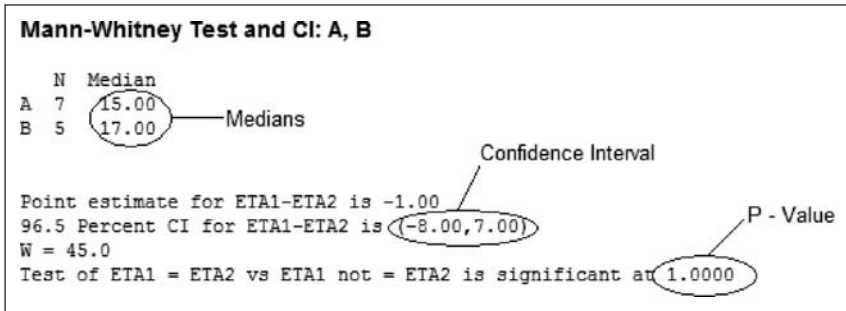 Mann-Whitney Test and CI: A, B
N Median
A 7 15.00
B 5 17.00
Medians
Confidence Interval
Point estimate for ETA1-ETA2 is -1.00
96.5 Percent CI for ETA1-ETA2 is (-8.00,7.00)
P - Value
W = 45.0
Test of ETA1 = ETA2 vs ETA1 not = ETA2 is significant at 1.0000